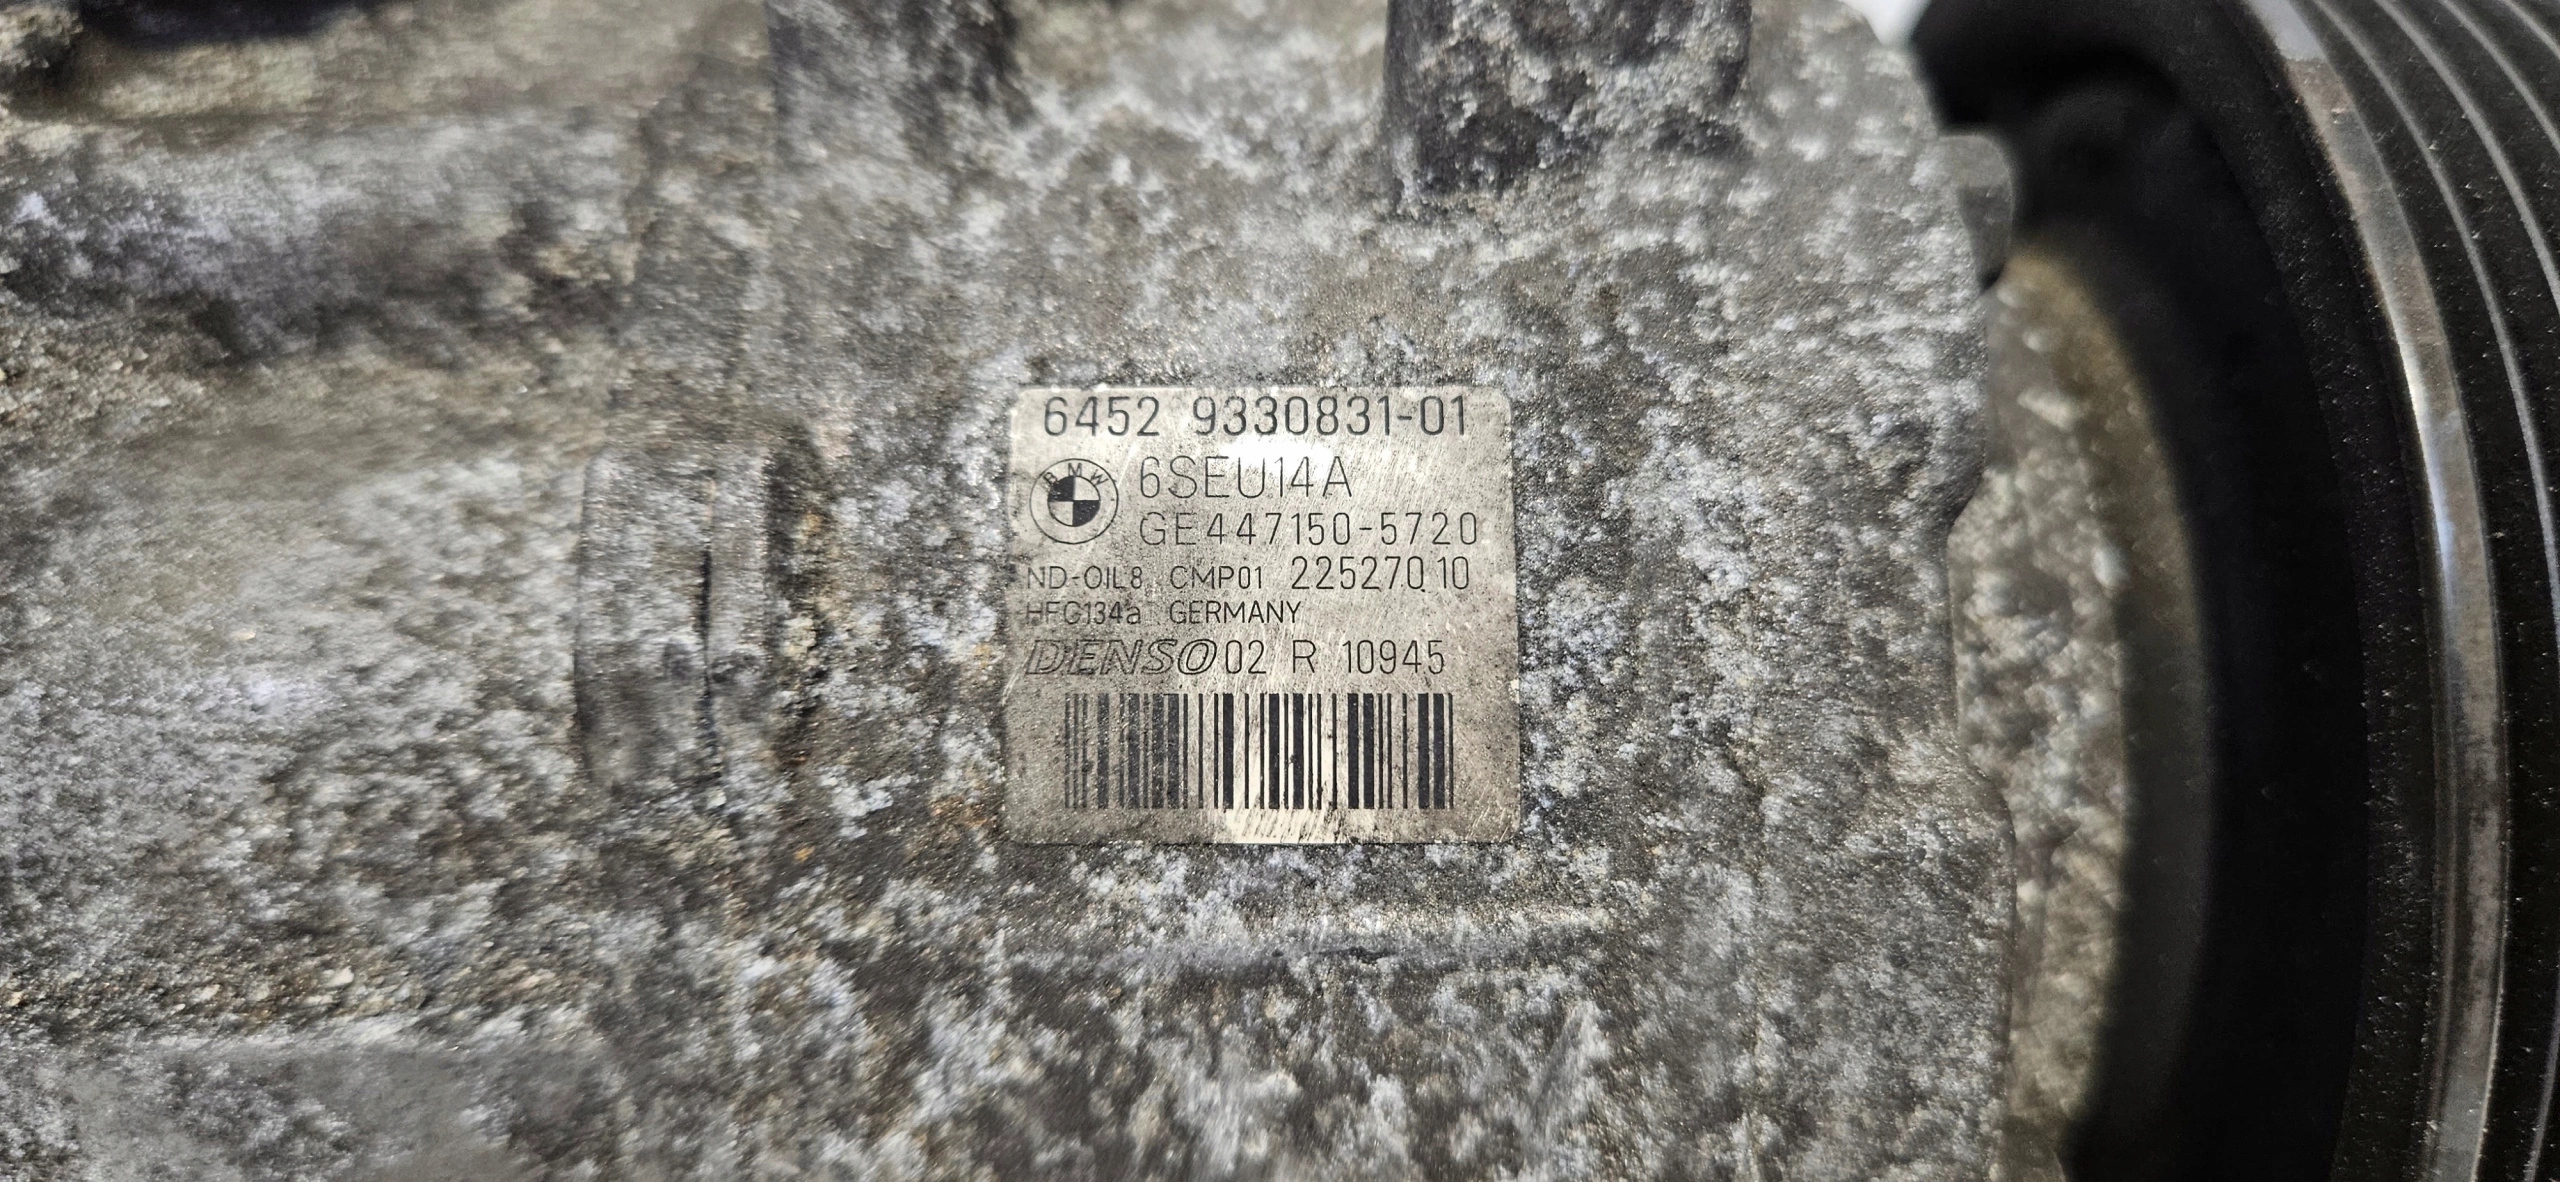 6452 9330831-01
BMW
6SEU14A
GE447150-5720
ND-OIL8 CMP01 22527010
HFC134a GERMANY
DENSO 02 R 10945